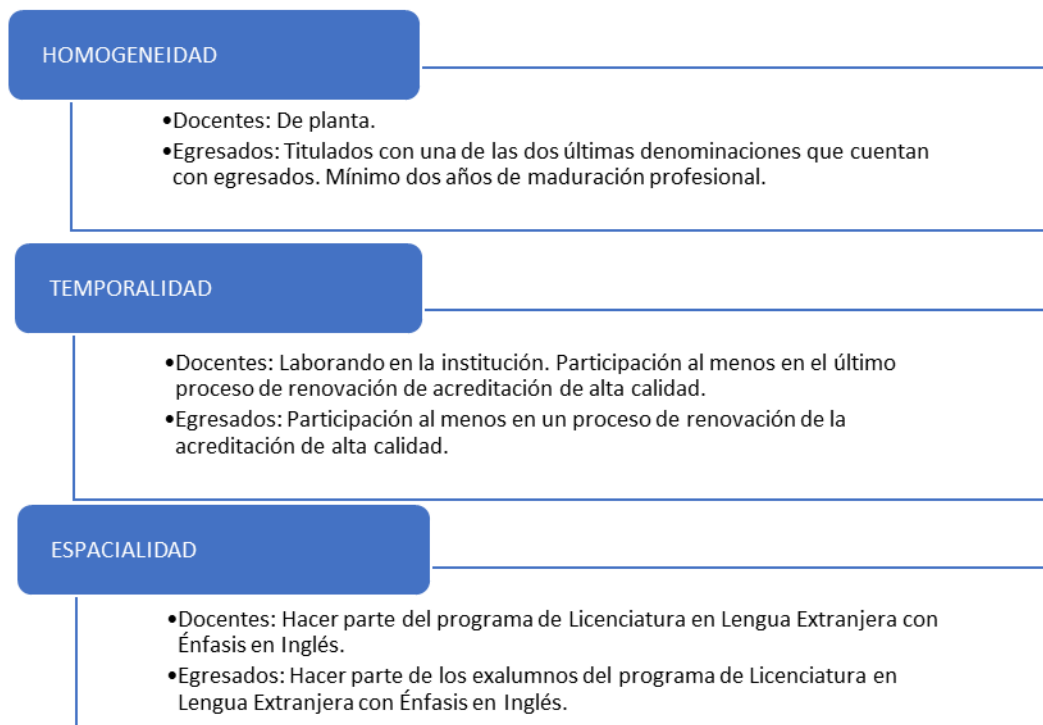 HOMOGENEIDAD
•Docentes: De planta.
•Egresados: Titulados con una de las dos últimas denominaciones que cuentan
con egresados. Mínimo dos años de maduración profesional.
TEMPORALIDAD
•Docentes: Laborando en la institución. Participación al menos en el último
proceso de renovación de acreditación de alta calidad.
•Egresados: Participación al menos en un proceso de renovación de la
acreditación de alta calidad.
ESPACIALIDAD
•Docentes: Hacer parte del programa de Licenciatura en Lengua Extranjera con
Énfasis en Inglés.
•Egresados: Hacer parte de los exalumnos del programa de Licenciatura en
Lengua Extranjera con Énfasis en Inglés.